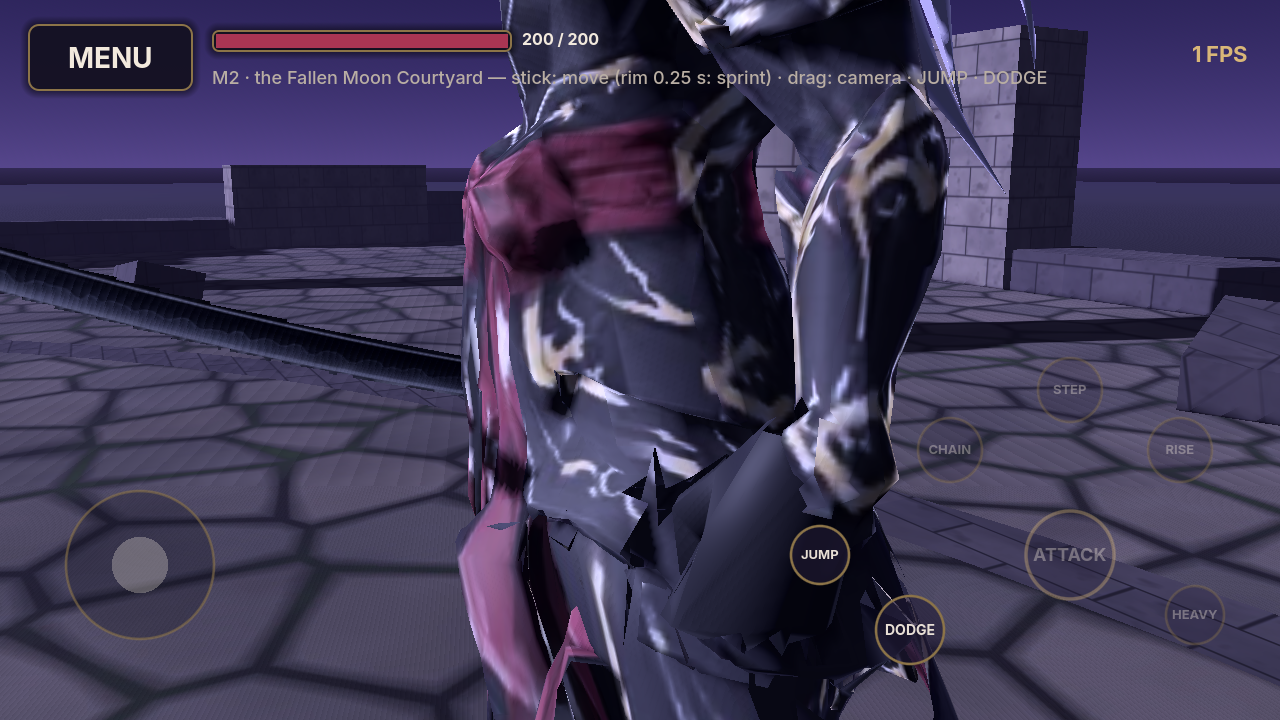 MENU
200 / 200
1 FPS
M2 · the Fallen Moon Courtyard — stick: move (rim 0.25 s: sprint) · drag: camera · JUMP · DODGE
STEP
CHAIN
RISE
JUMP
ATTACK
HEAVY
DODGE